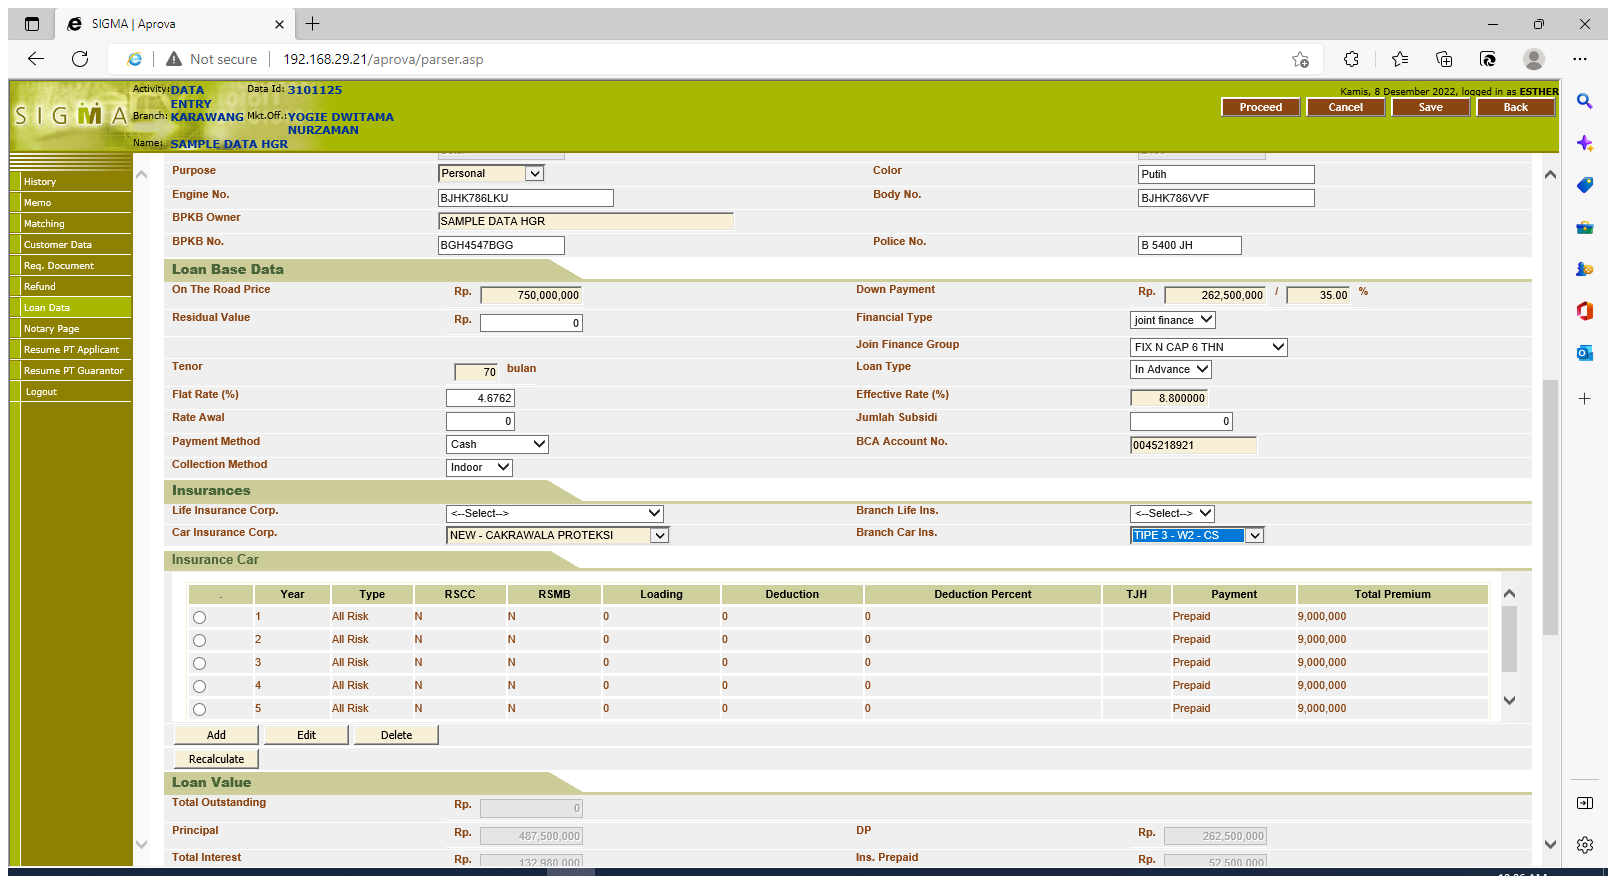 SIGMA | Aprova
Not secure
192.168.29.21/aprova/parser.asp
SIGMA
Activity: DATA ENTRY Data Id: 3101125
Branch: KARAWANG Mkt.Off.: YOGIE DWITAMA NURZAMAN
Name: SAMPLE DATA HGR
Kamis, 8 Desember 2022, logged in as ESTHER
Proceed Cancel Save Back
History
Memo
Matching
Customer Data
Req. Document
Refund
Loan Data
Notary Page
Resume PT Applicant
Resume PT Guarantor
Logout
Purpose Personal Color Putih
Engine No. BJHK786LKU Body No. BJHK786VVF
BPKB Owner SAMPLE DATA HGR
BPKB No. BGH4547BGG Police No. B 5400 JH
Loan Base Data
On The Road Price Rp. 750,000,000 Down Payment Rp. 262,500,000 / 35.00 %
Residual Value Rp. 0 Financial Type joint finance
Join Finance Group FIX N CAP 6 THN
Tenor 70 bulan Loan Type In Advance
Flat Rate (%) 4.6762 Effective Rate (%) 8.800000
Rate Awal 0 Jumlah Subsidi 0
Payment Method Cash BCA Account No. 0045218921
Collection Method Indoor
Insurances
Life Insurance Corp. <--Select--> Branch Life Ins. <--Select-->
Car Insurance Corp. NEW - CAKRAWALA PROTEKSI Branch Car Ins. TIPE 3 - W2 - CS
Insurance Car
. Year Type RSCC RSMB Loading Deduction Deduction Percent TJH Payment Total Premium
1 All Risk N N 0 0 0 Prepaid 9,000,000
2 All Risk N N 0 0 0 Prepaid 9,000,000
3 All Risk N N 0 0 0 Prepaid 9,000,000
4 All Risk N N 0 0 0 Prepaid 9,000,000
5 All Risk N N 0 0 0 Prepaid 9,000,000
Add Edit Delete
Recalculate
Loan Value
Total Outstanding Rp. 0
Principal Rp. 487,500,000 DP Rp. 262,500,000
Total Interest Rp. 132,980,000 Ins. Prepaid Rp. 52,500,000